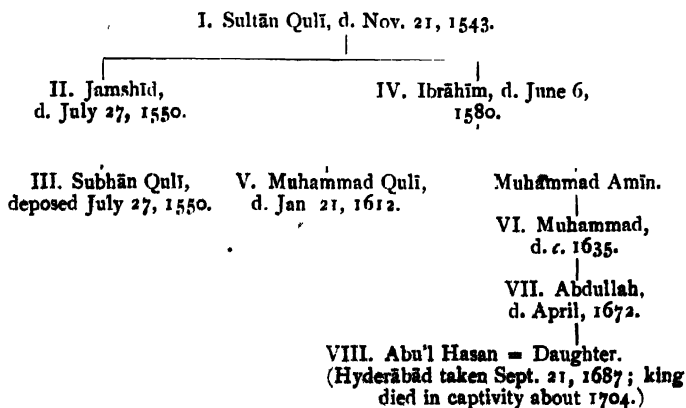 I. Sultān Qulī, d. Nov. 21, 1543.
II. Jamshīd,
d. July 27, 1550.
IV. Ibrāhīm, d. June 6,
1580.
III. Subhān Qulī,
deposed July 27, 1550.
V. Muhammad Qulī,
d. Jan 21, 1612.
Muhammad Amīn.
VI. Muhammad,
d. c. 1635.
VII. Abdullah,
d. April, 1672.
VIII. Abu'l Hasan = Daughter.
(Hyderābād taken Sept. 21, 1687; king
died in captivity about 1704.)